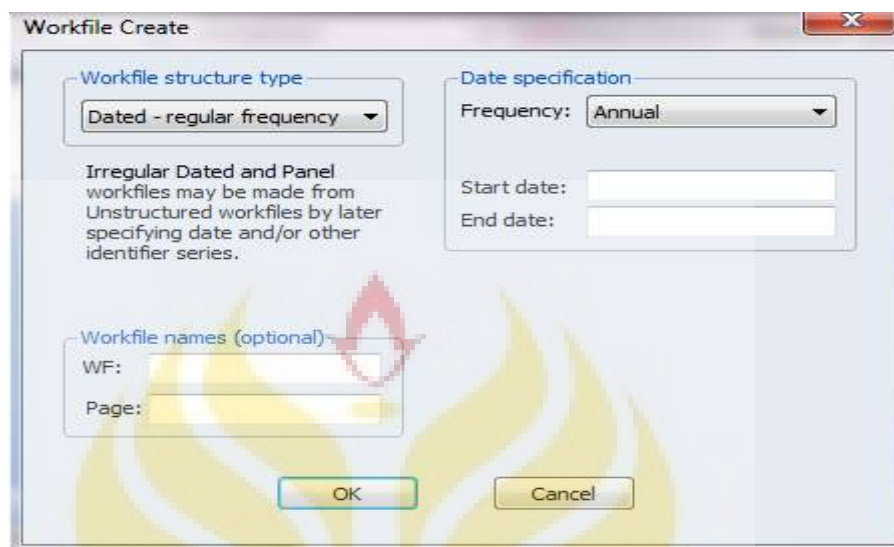 Workfile Create
Workfile structure type
Dated - regular frequency
Irregular Dated and Panel
workfiles may be made from
Unstructured workfiles by later
specifying date and/or other
identifier series.
Date specification
Frequency: Annual
Start date:
End date:
Workfile names (optional)
WF:
Page:
OK
Cancel